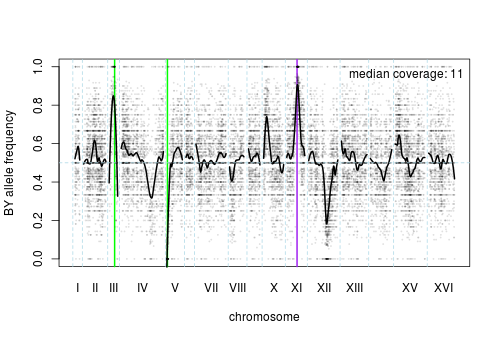 median coverage: 11
BY allele frequency
1.0
0.8
0.6
0.4
0.2
0.0
I II III IV V VII VIII X XI XII XIII XV XVI
chromosome